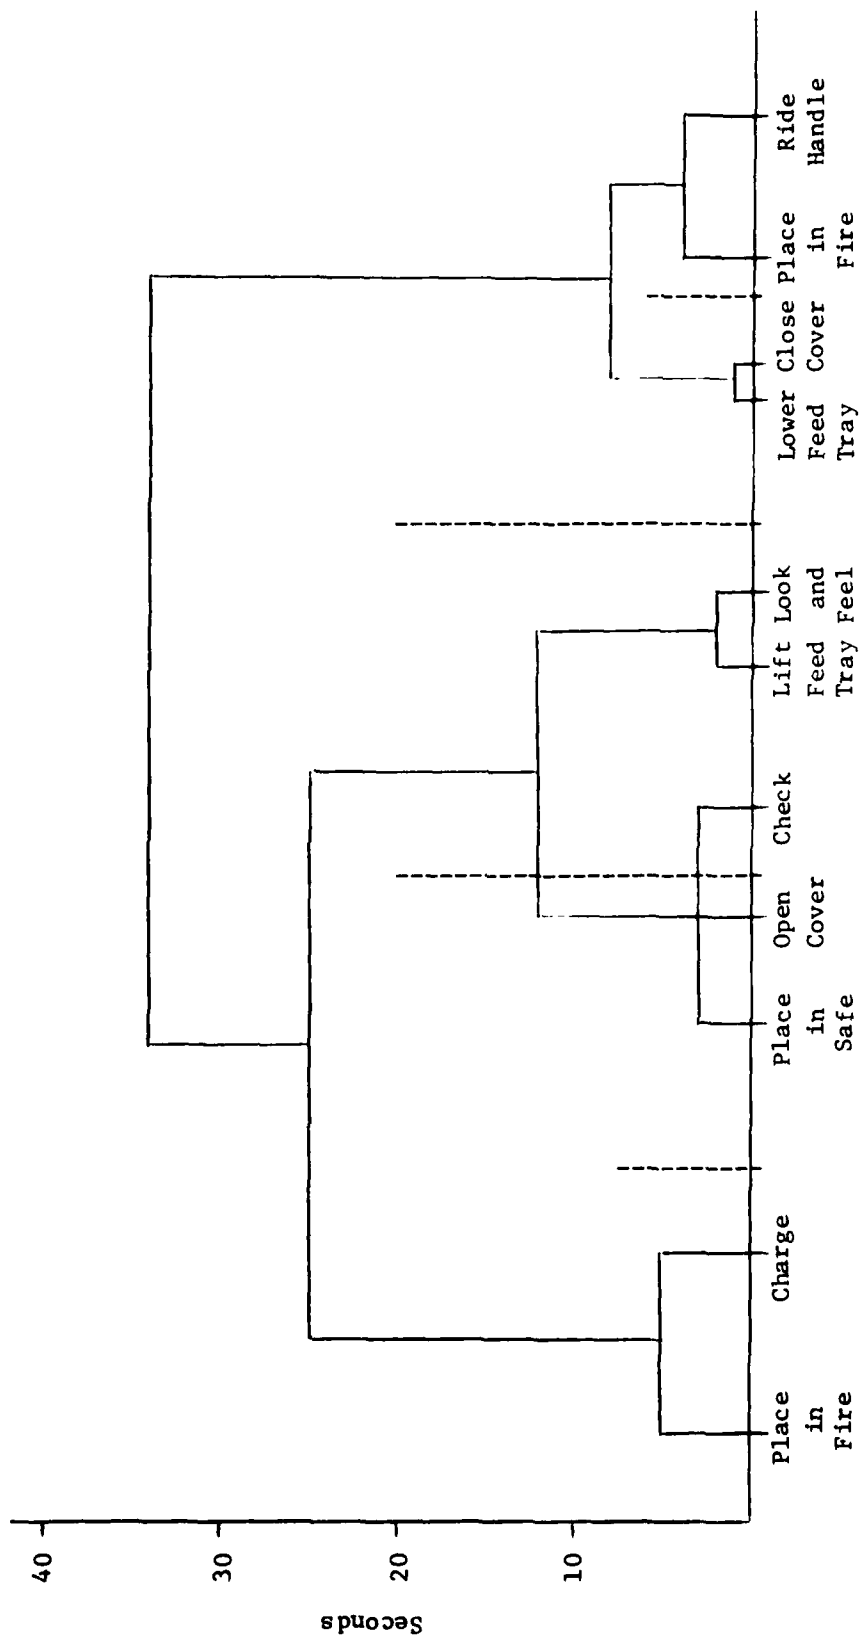 Seconds
40
30
20
10
Place
in
Fire
Charge
Place
in
Safe
Open
Cover
Check
Lift
Feed
Tray
Look
and
Feel
Lower
Feed
Tray
Close
Cover
Place
in
Fire
Ride
Handle